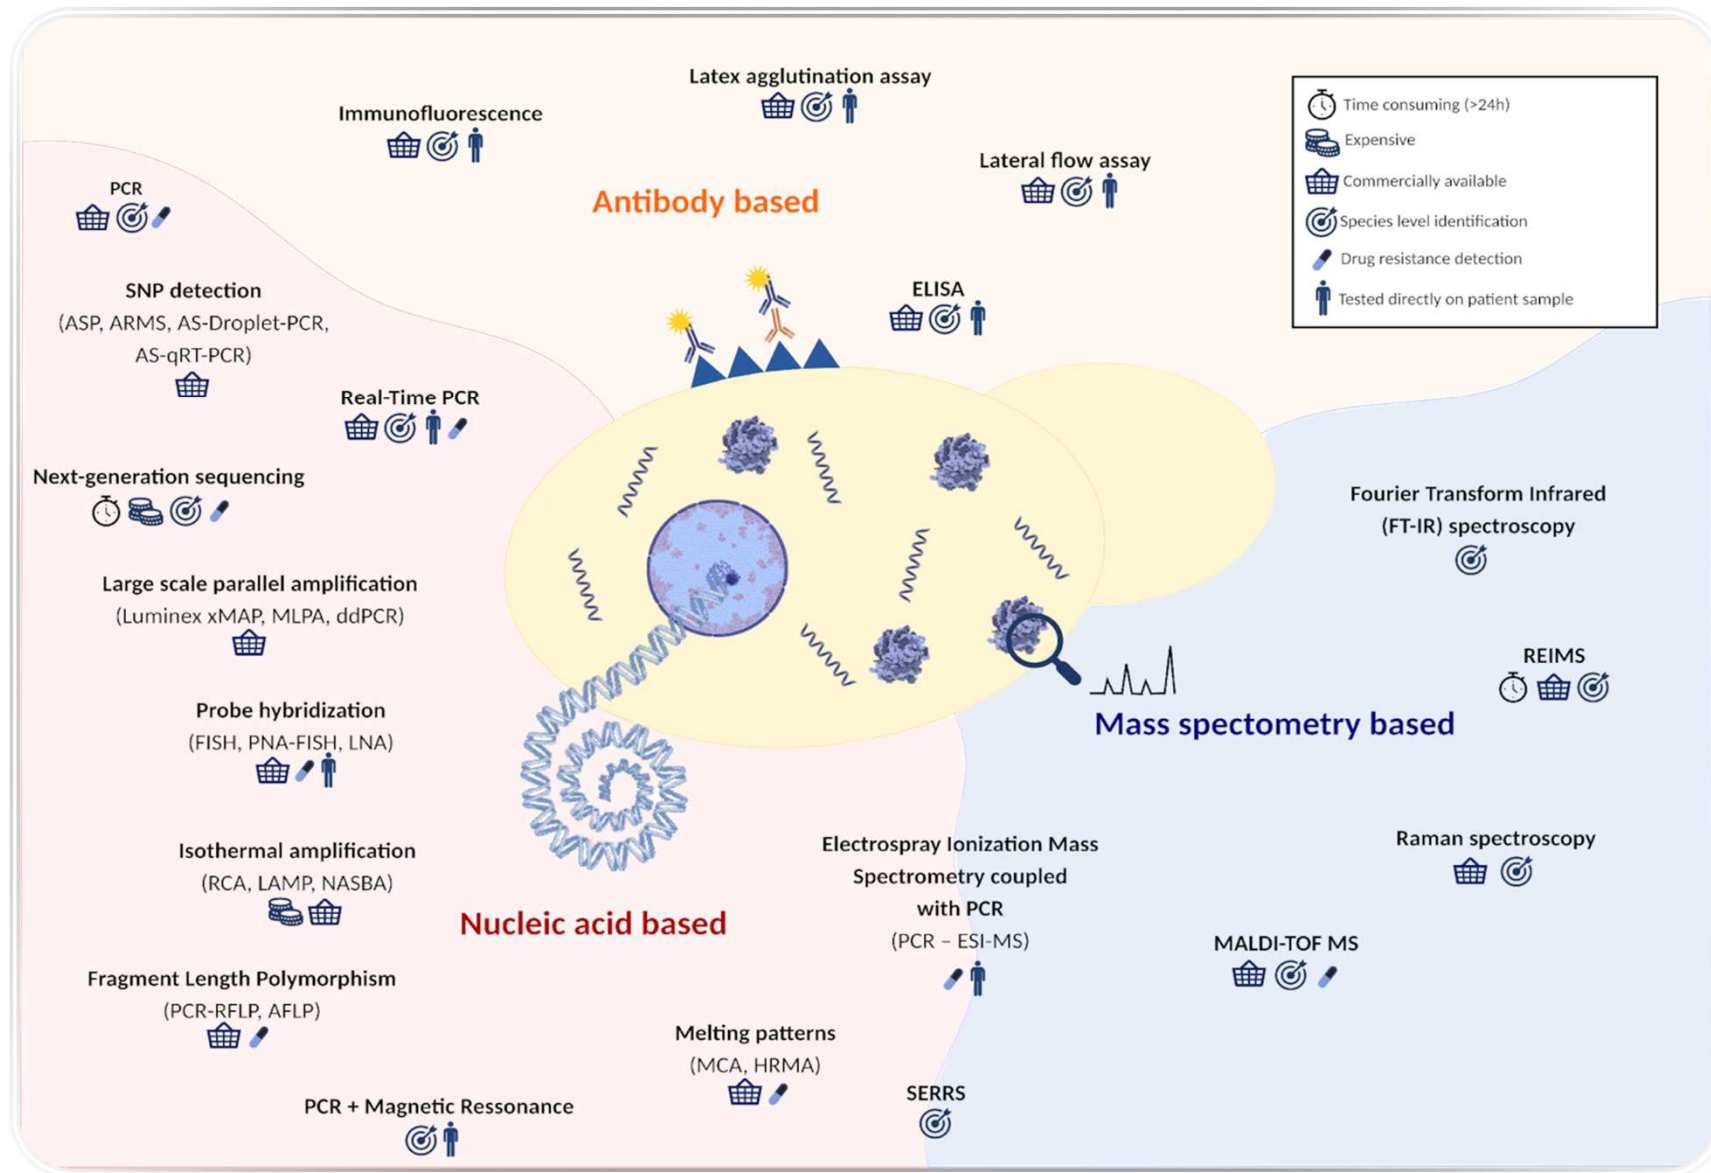 Latex agglutination assay
Immunofluorescence
Lateral flow assay
Antibody based
ELISA
Time consuming (>24h)
Expensive
Commercially available
Species level identification
Drug resistance detection
Tested directly on patient sample
PCR
SNP detection
(ASP, ARMS, AS-Droplet-PCR,
AS-qRT-PCR)
Real-Time PCR
Next-generation sequencing
Large scale parallel amplification
(Luminex xMAP, MLPA, ddPCR)
Probe hybridization
(FISH, PNA-FISH, LNA)
Isothermal amplification
(RCA, LAMP, NASBA)
Nucleic acid based
Fragment Length Polymorphism
(PCR-RFLP, AFLP)
PCR + Magnetic Ressonance
Melting patterns
(MCA, HRMA)
Electrospray Ionization Mass
Spectrometry coupled
with PCR
(PCR – ESI-MS)
SERRS
Fourier Transform Infrared
(FT-IR) spectroscopy
REIMS
Mass spectometry based
Raman spectroscopy
MALDI-TOF MS